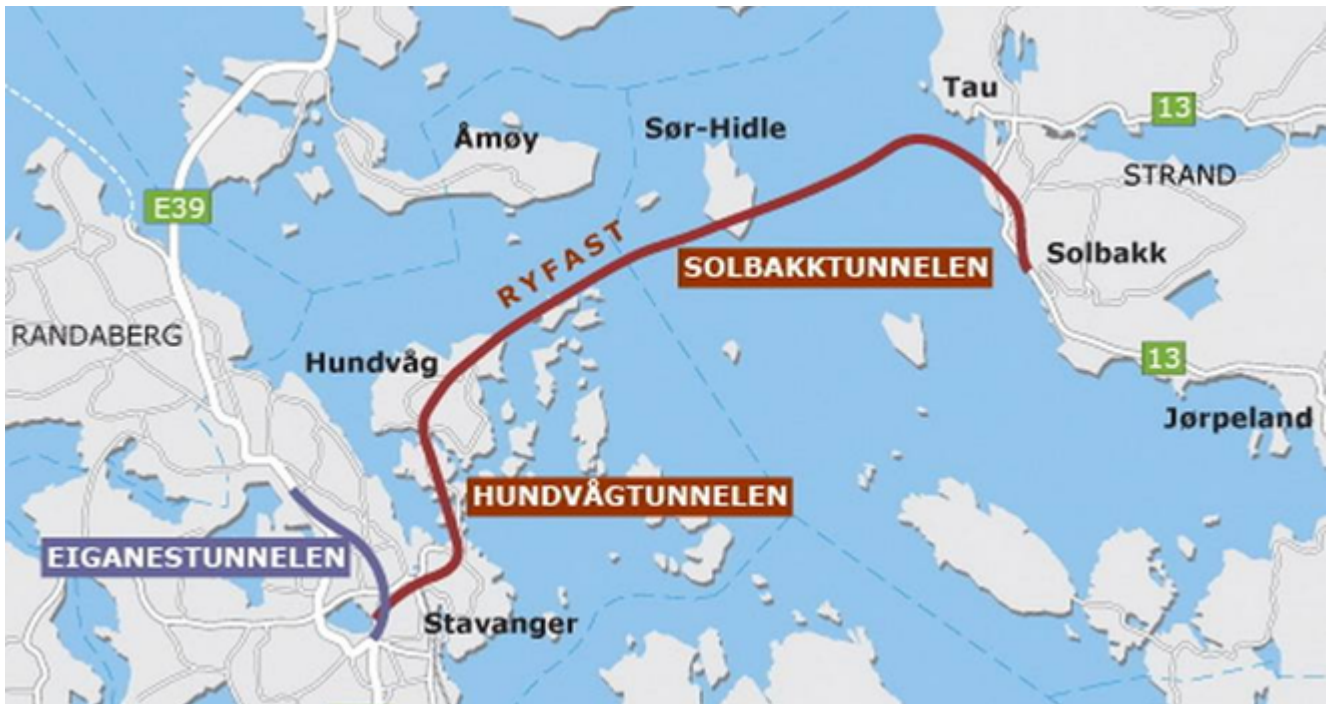 Tau
13
Sør-Hidle
Åmøy
STRAND
E39
RYFAST
Solbakk
SOLBAKKTUNNELEN
RANDABERG
Hundvåg
13
Jørpeland
HUNDVÅGTUNNELEN
EIGANESTUNNELEN
Stavanger